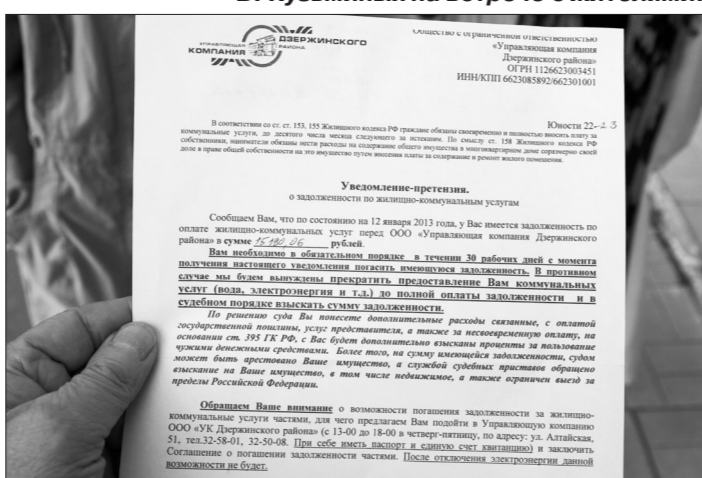 В. Кузьминых на встрече с жителями
УПРАВЛЯЮЩАЯ
КОМПАНИЯ
ДЗЕРЖИНСКОГО
РАЙОНА
Общество с ограниченной ответственностью
«Управляющая компания
Дзержинского района»
ОГРН 1126623003451
ИНН/КПП 6623085892/662301001
Юности 22-23
В соответствии со ст. ст. 153, 155 Жилищного кодекса РФ граждане обязаны своевременно и полностью вносить плату за
коммунальные услуги, до десятого числа месяца следующего за истекшим. По смыслу ст. 158 Жилищного кодекса РФ
собственники, наниматели обязаны нести расходы на содержание общего имущества в многоквартирном доме соразмерно своей
доле в праве общей собственности на это имущество путем внесения платы за содержание и ремонт жилого помещения.
Уведомление-претензия.
о задолженности по жилищно-коммунальным услугам
Сообщаем Вам, что по состоянию на 12 января 2013 года, у Вас имеется задолженность по
оплате жилищно-коммунальных услуг перед ООО «Управляющая компания Дзержинского
района» в сумме 15190,06 рублей.
Вам необходимо в обязательном порядке в течении 30 рабочих дней с момента
получения настоящего уведомления погасить имеющуюся задолженность. В противном
случае мы будем вынуждены прекратить предоставление Вам коммунальных
услуг (вода, электроэнергия и т.д.) до полной оплаты задолженности и в
судебном порядке взыскать сумму задолженности.
По решению суда Вы понесете дополнительные расходы связанные, с оплатой
государственной пошлины, услуг представителя, а также за несвоевременную оплату, на
основании ст. 395 ГК РФ, с Вас будет дополнительно взысканы проценты за пользование
чужими денежными средствами. Более того, на сумму имеющейся задолженности, судом
может быть арестовано Ваше имущество, а службой судебных приставов обращено
взыскание на Ваше имущество, в том числе недвижимое, а также ограничен выезд за
пределы Российской Федерации.
Обращаем Ваше внимание о возможности погашения задолженности за жилищно-
коммунальные услуги частями, для чего предлагаем Вам подойти в Управляющую компанию
ООО «УК Дзержинского района» (с 13-00 до 18-00 в четверг-пятницу, по адресу: ул. Алтайская,
51, тел.32-58-01, 32-50-08. При себе иметь паспорт и единую счет квитанцию) и заключить
Соглашение о погашении задолженности частями. После отключения электроэнергии данной
возможности не будет.